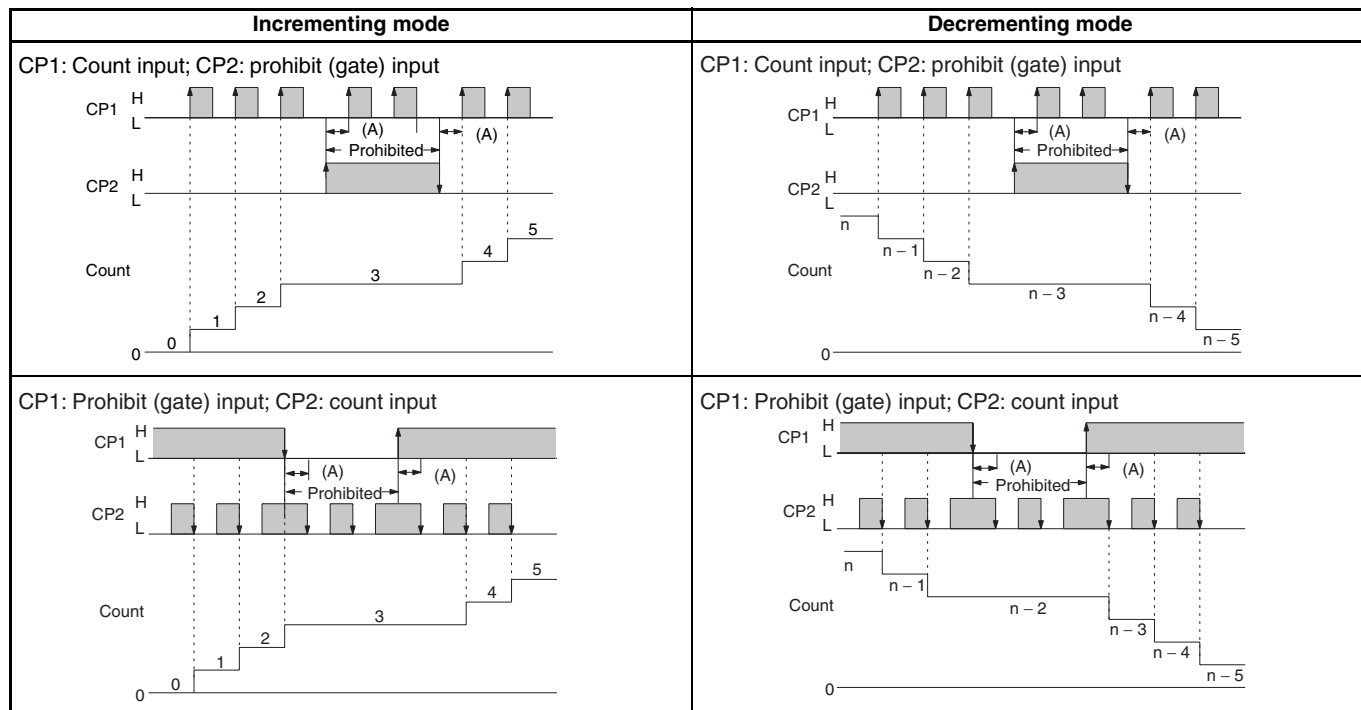 Incrementing mode
Decrementing mode
CP1: Count input; CP2: prohibit (gate) input
CP1 H
L
(A) (A)
Prohibited
CP2 H
L
Count
0 1 2 3 4 5
0
CP1: Count input; CP2: prohibit (gate) input
CP1 H
L
(A) (A)
Prohibited
CP2 H
L
Count
n n – 1 n – 2 n – 3 n – 4 n – 5
0
CP1: Prohibit (gate) input; CP2: count input
CP1 H
L
(A) (A)
Prohibited
CP2 H
L
Count
0 1 2 3 4 5
0
CP1: Prohibit (gate) input; CP2: count input
CP1 H
L
(A) (A)
Prohibited
CP2 H
L
Count
n n – 1 n – 2 n – 3 n – 4 n – 5
0